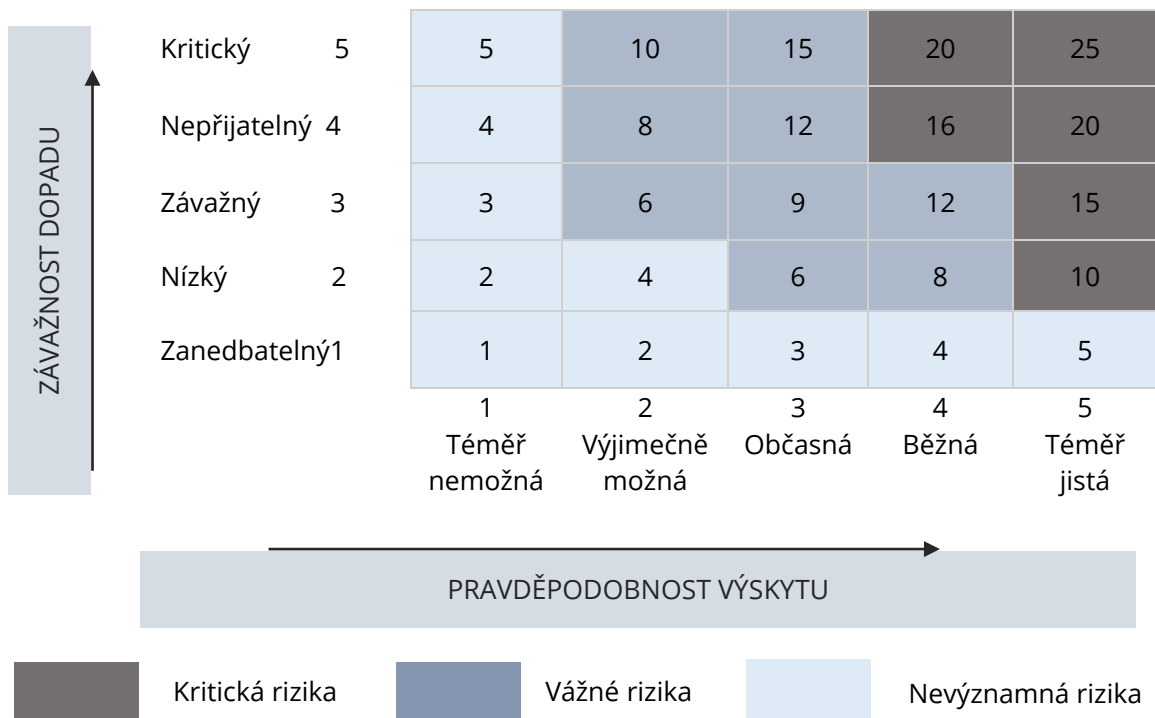 ZÁVAŽNOST DOPADU
Kritický 5 5 10 15 20 25
Nepřijatelný 4 4 8 12 16 20
Závažný 3 3 6 9 12 15
Nízký 2 2 4 6 8 10
Zanedbatelný1 1 2 3 4 5
1 2 3 4 5
Téměř Výjimečně Občasná Běžná Téměř
nemožná možná jistá
PRAVDĚPODOBNOST VÝSKYTU
Kritická rizika Vážné rizika Nevýznamná rizika